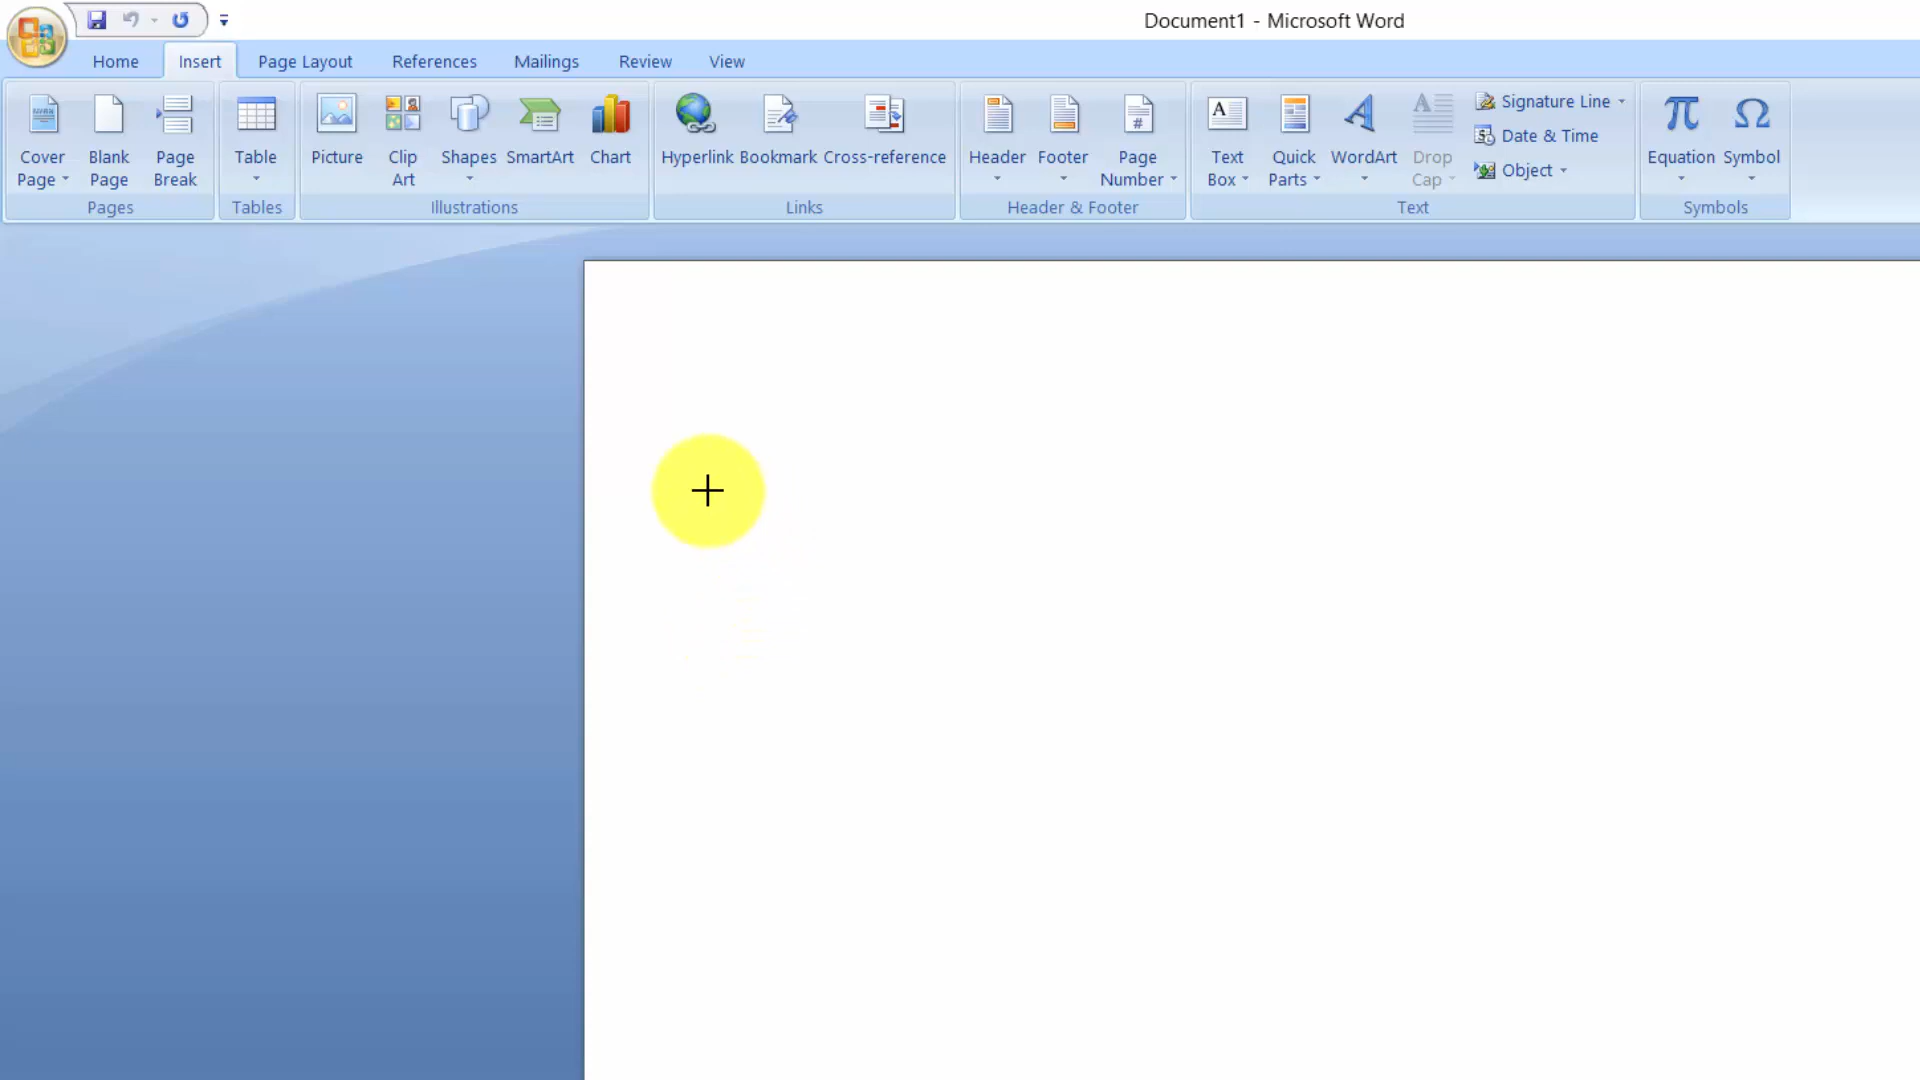 Document1 - Microsoft Word
Home Insert Page Layout References Mailings Review View
Cover Page
Blank Page
Page Break
Pages
Table
Tables
Picture
Clip Art
Shapes
SmartArt
Chart
Illustrations
Hyperlink
Bookmark
Cross-reference
Links
Header
Footer
Page Number
Header & Footer
Text Box
Quick Parts
WordArt
Drop Cap
Signature Line
Date & Time
Object
Text
Equation
Symbol
Symbols